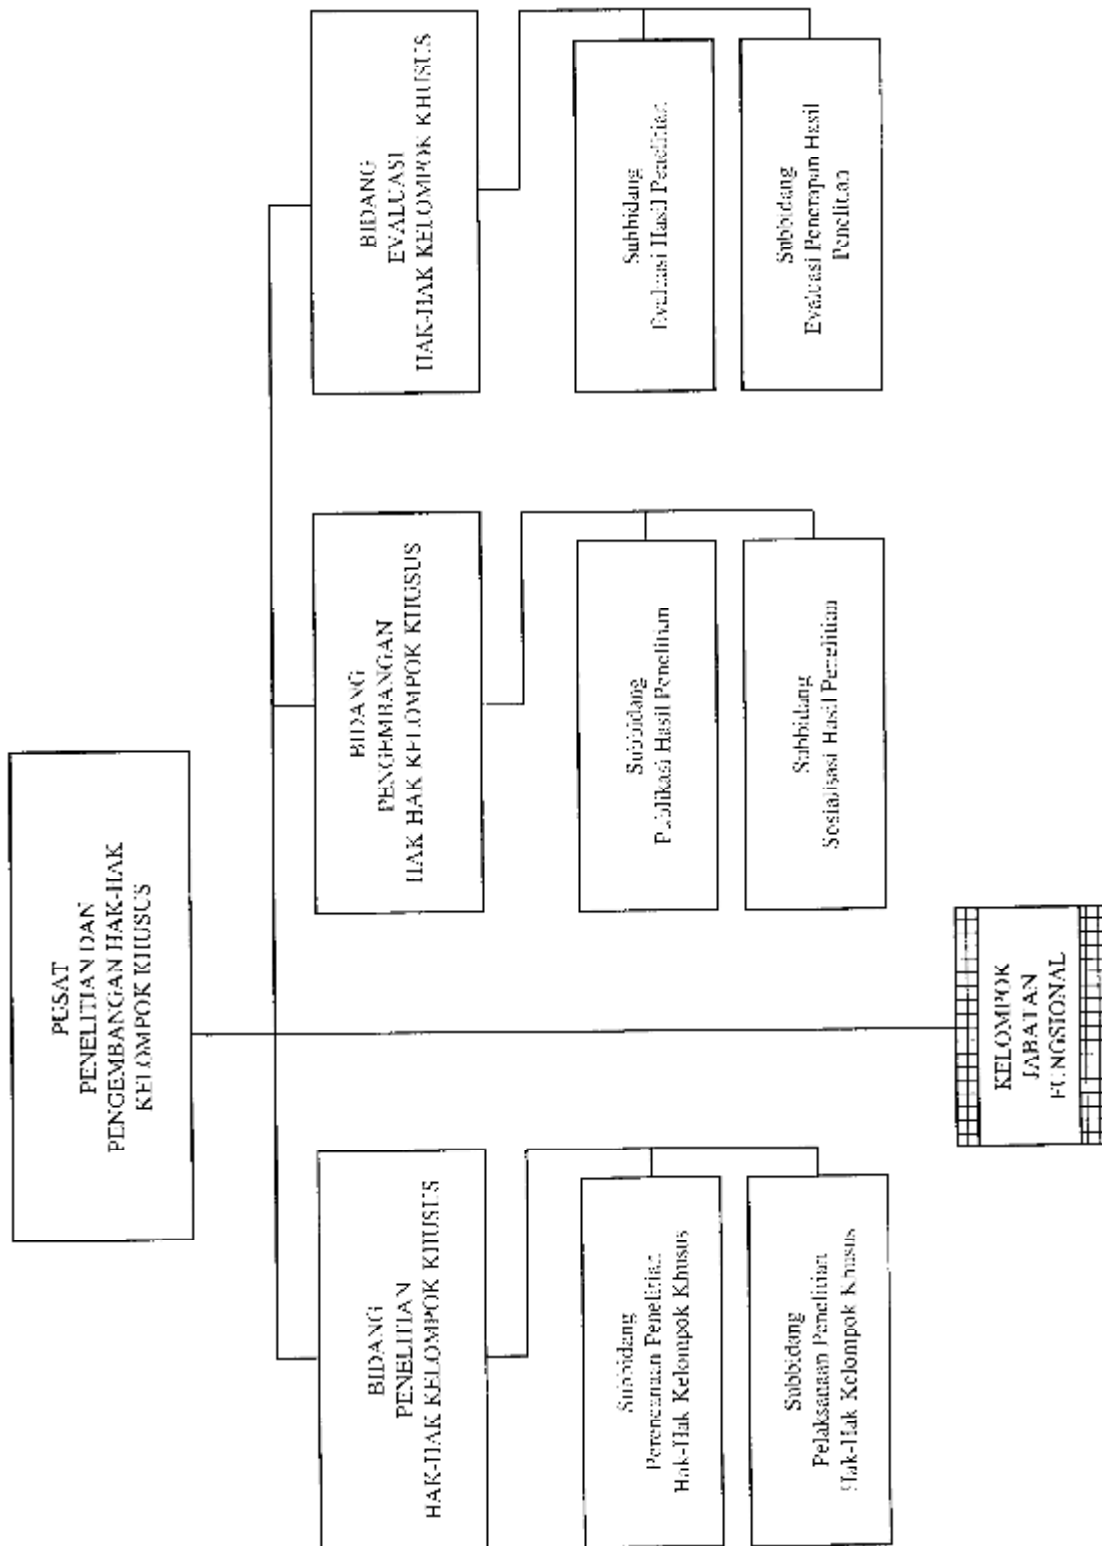 PUSAT
PENELITIAN DAN
PENGEMBANGAN HAK-HAK
KELOMPOK KHUSUS
BIDANG
PENELITIAN
HAK-HAK KELOMPOK KHUSUS
BIDANG
PENGEMBANGAN
HAK HAK KELOMPOK KHUSUS
BIDANG
EVALUASI
HAK-HAK KELOMPOK KHUSUS
Subbidang
Perencanaan Penelitian
Hak-Hak Kelompok Khusus
Subbidang
Publikasi Hasil Penelitian
Subbidang
Evaluasi Hasil Penelitian
Subbidang
Pelaksanaan Penelitian
Hak-Hak Kelompok Khusus
Subbidang
Sosialisasi Hasil Penelitian
Subbidang
Evaluasi Penerapan Hasil
Penelitian
KELOMPOK
JABATAN
FUNGSIONAL